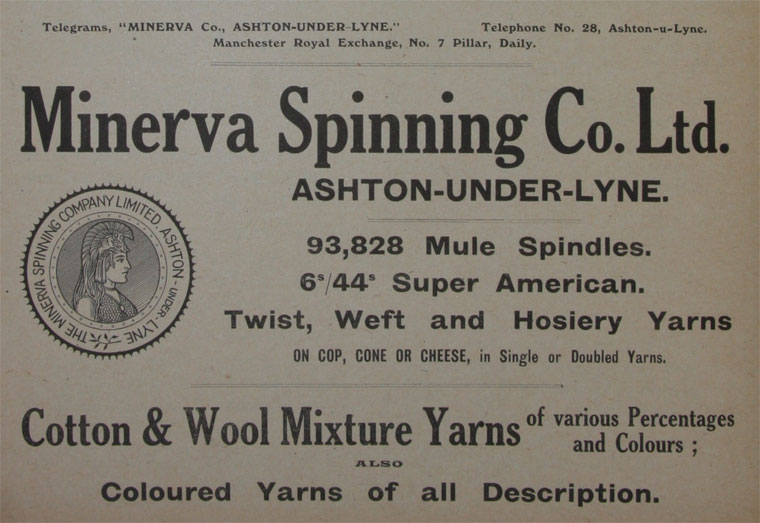 Telegrams, "MINERVA Co., ASHTON-UNDER-LYNE."
Telephone No. 28, Ashton-u-Lyne.
Manchester Royal Exchange, No. 7 Pillar, Daily.
Minerva Spinning Co. Ltd.
ASHTON-UNDER-LYNE.
THE MINERVA SPINNING COMPANY LIMITED, ASHTON-UNDER-LYNE
93,828 Mule Spindles.
6s/44s Super American.
Twist, Weft and Hosiery Yarns
ON COP, CONE OR CHEESE, in Single or Doubled Yarns.
Cotton & Wool Mixture Yarns of various Percentages
and Colours ;
ALSO
Coloured Yarns of all Description.